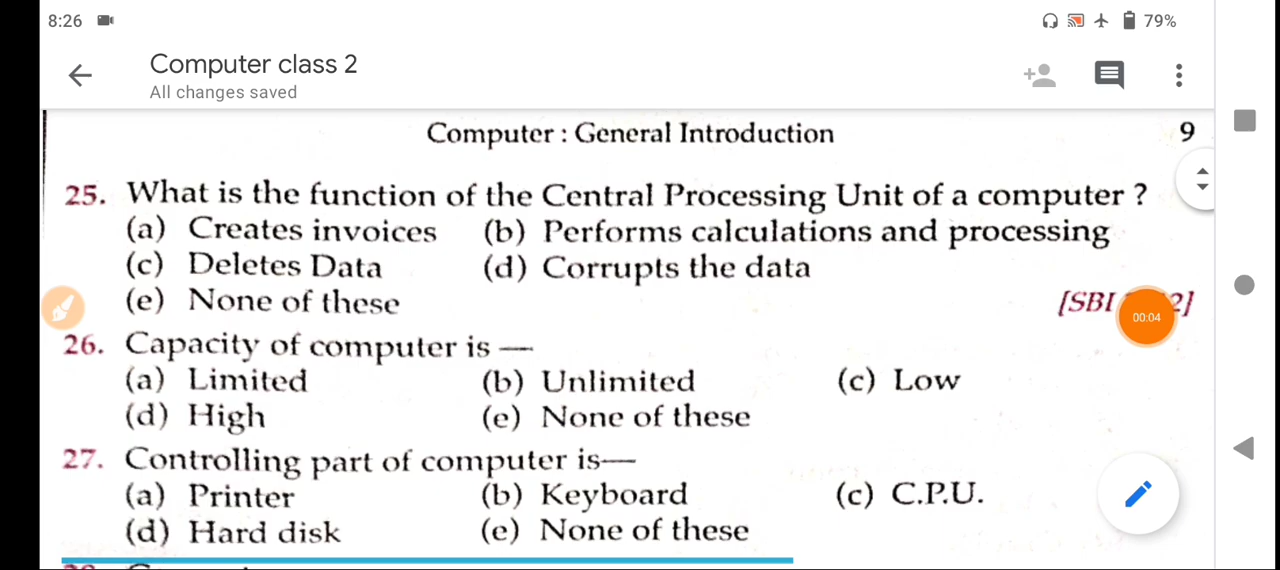 8:26
79%
Computer class 2
All changes saved
Computer : General Introduction 9
25. What is the function of the Central Processing Unit of a computer ?
(a) Creates invoices (b) Performs calculations and processing
(c) Deletes Data (d) Corrupts the data
(e) None of these [SBI 2]
00:04
26. Capacity of computer is —
(a) Limited (b) Unlimited (c) Low
(d) High (e) None of these
27. Controlling part of computer is—
(a) Printer (b) Keyboard (c) C.P.U.
(d) Hard disk (e) None of these